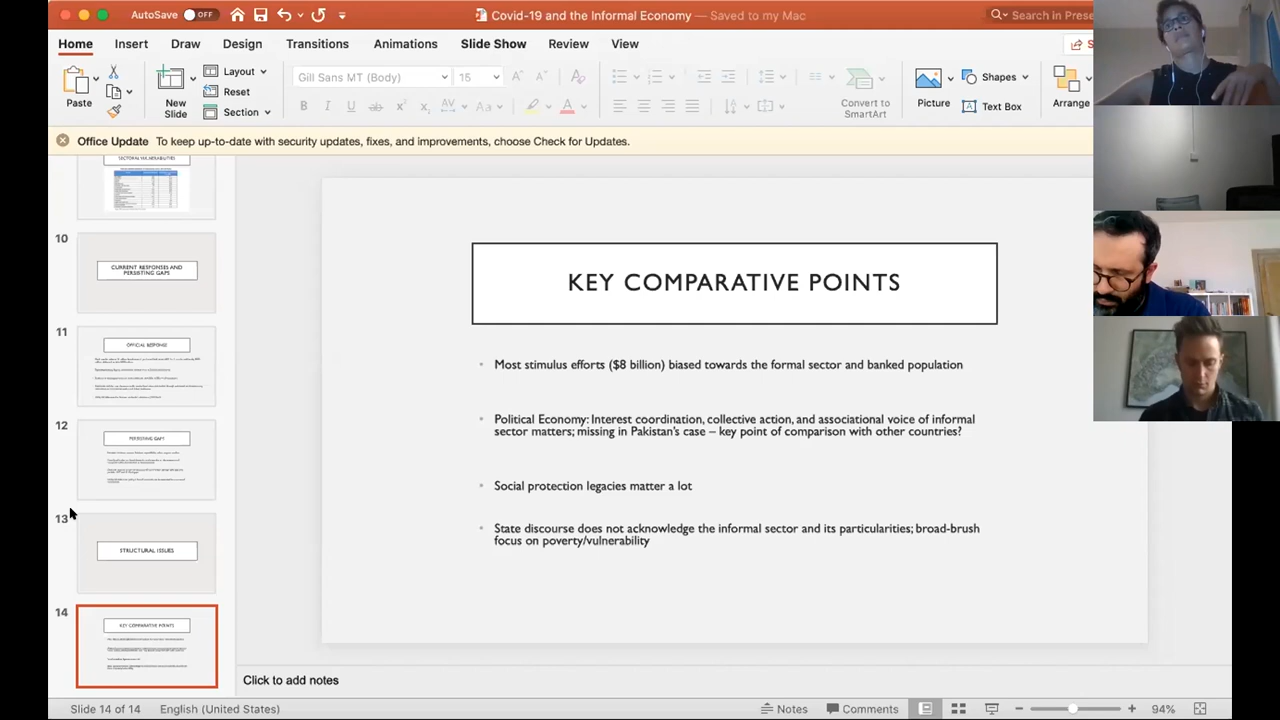 AutoSave OFF
Covid-19 and the Informal Economy — Saved to my Mac
Search in Prese
Home Insert Draw Design Transitions Animations Slide Show Review View
Paste
New
Slide
Layout
Reset
Section
Gill Sans MT (Body)
16
Convert to
SmartArt
Picture
Shapes
Text Box
Arrange
Office Update To keep up-to-date with security updates, fixes, and improvements, choose Check for Updates.
SECTORAL VULNERABILITIES
10
CURRENT RESPONSES AND
PERSISTING GAPS
11
OFFICIAL RESPONSE
12
PERSISTING GAPS
13
STRUCTURAL ISSUES
14
KEY COMPARATIVE POINTS
KEY COMPARATIVE POINTS
Most stimulus efforts ($8 billion) biased towards the formal sector and banked population
Political Economy: Interest coordination, collective action, and associational voice of informal
sector matters; missing in Pakistan's case – key point of comparison with other countries?
Social protection legacies matter a lot
State discourse does not acknowledge the informal sector and its particularities; broad-brush
focus on poverty/vulnerability
Click to add notes
Slide 14 of 14 English (United States)
Notes Comments 94%